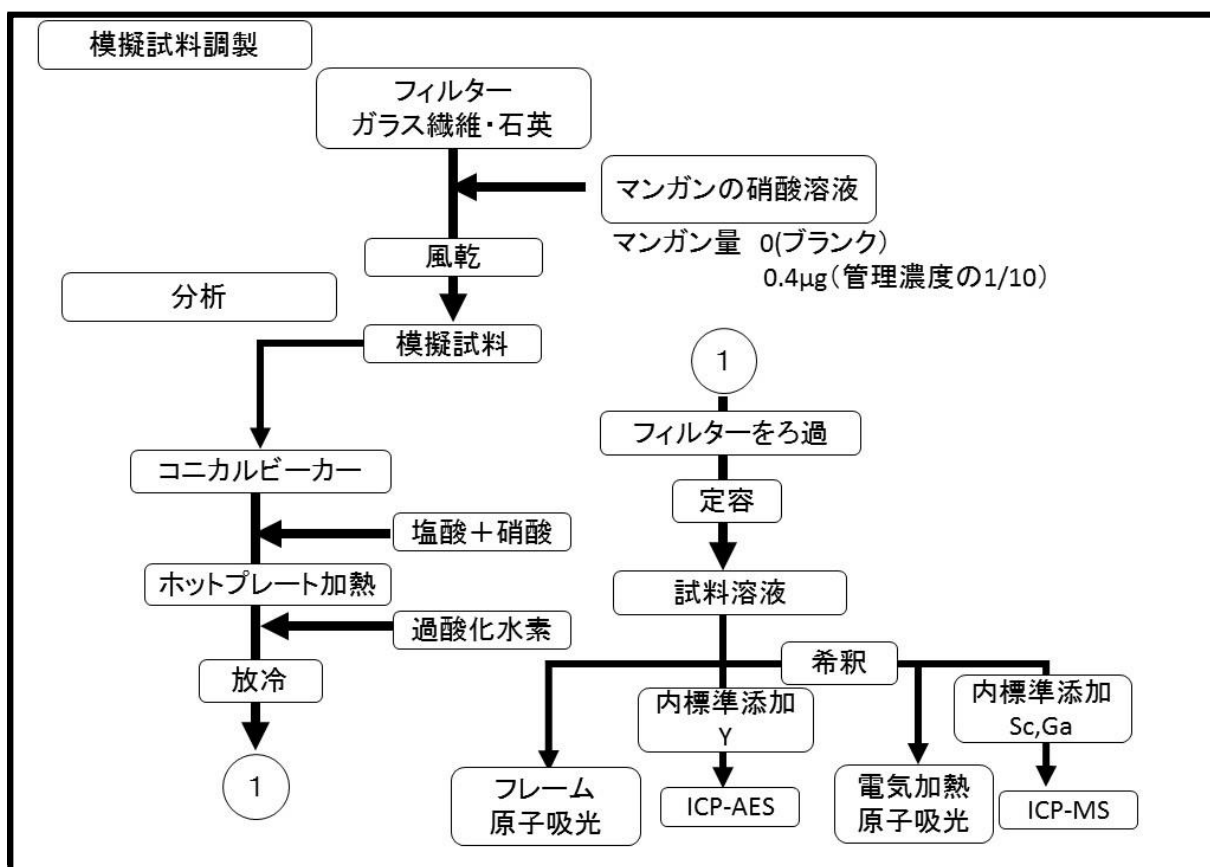 模擬試料調製
フィルター
ガラス繊維・石英
マンガンの硝酸溶液
マンガン量 0(ブランク)
0.4μg(管理濃度の1/10)
風乾
分析
模擬試料
コニカルビーカー
塩酸+硝酸
ホットプレート加熱
過酸化水素
放冷
1
1
フィルターをろ過
定容
試料溶液
希釈
内標準添加
Y
内標準添加
Sc,Ga
フレーム
原子吸光
ICP-AES
電気加熱
原子吸光
ICP-MS